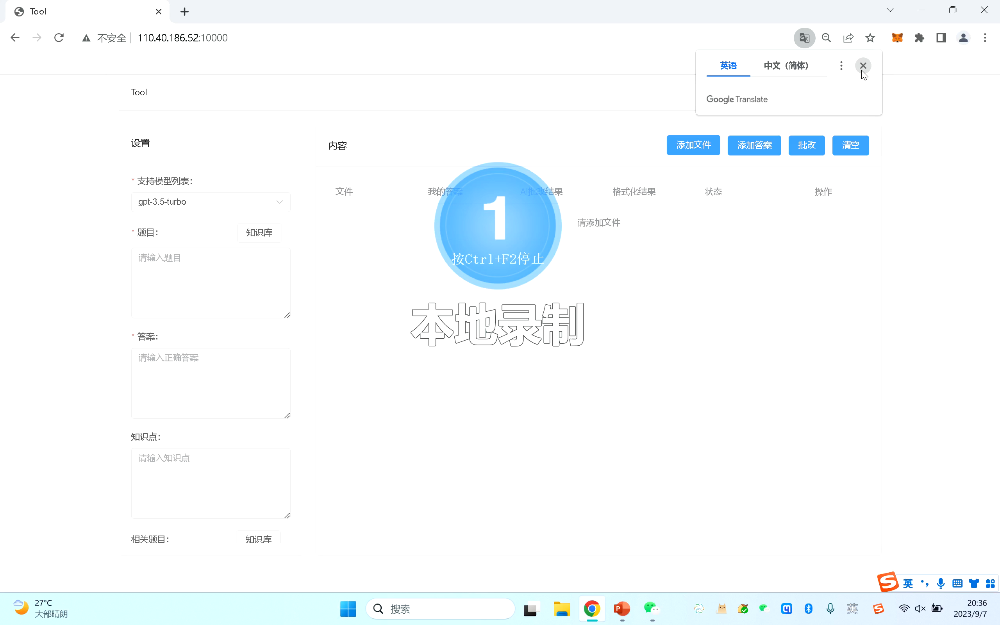 Tool
不安全 110.40.186.52:10000
英语 中文（简体）
Google Translate
Tool
设置
* 支持模型列表：
gpt-3.5-turbo
* 题目： 知识库
请输入题目
* 答案：
请输入正确答案
知识点：
请输入知识点
相关题目： 知识库
内容 添加文件 添加答案 批改 清空
文件 我的答案 AI批改结果 格式化结果 状态 操作
请添加文件
1
按Ctrl+F2停止
本地录制
英
27°C
大部晴朗
搜索
英
20:36
2023/9/7